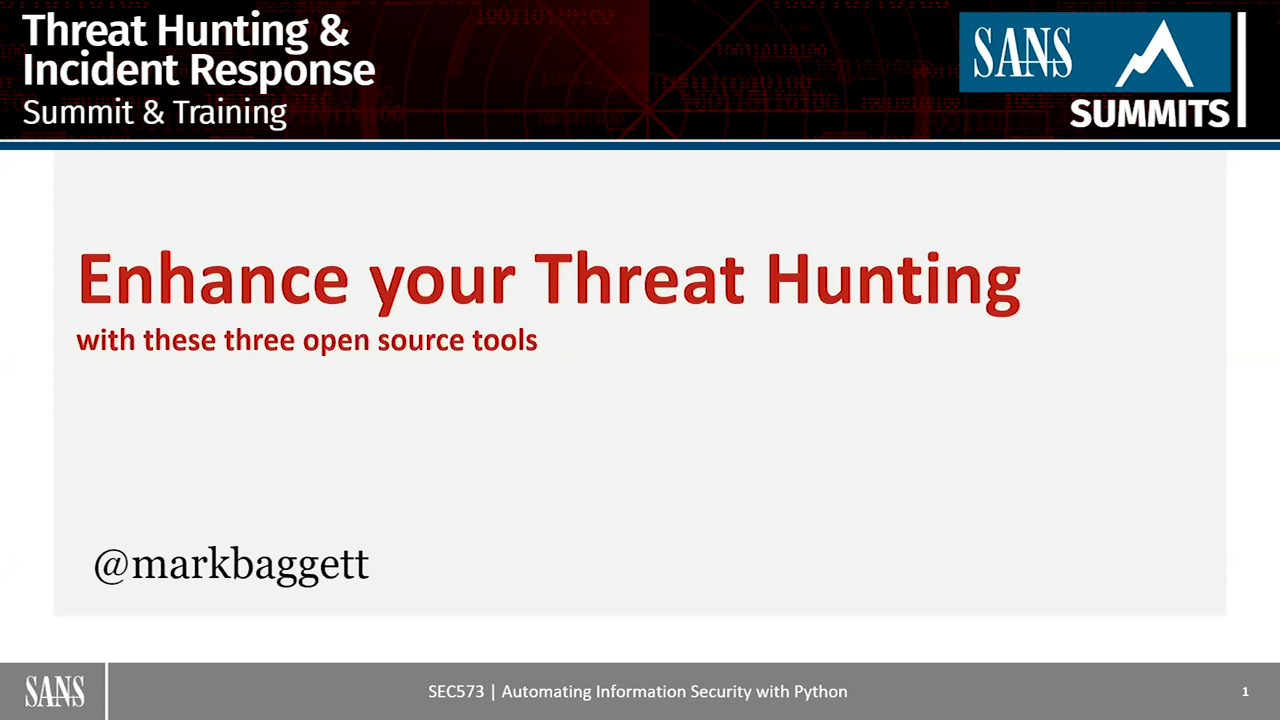 Threat Hunting &
Incident Response
Summit & Training
SANS
SUMMITS
Enhance your Threat Hunting
with these three open source tools
@markbaggett
SANS
SEC573 | Automating Information Security with Python
1